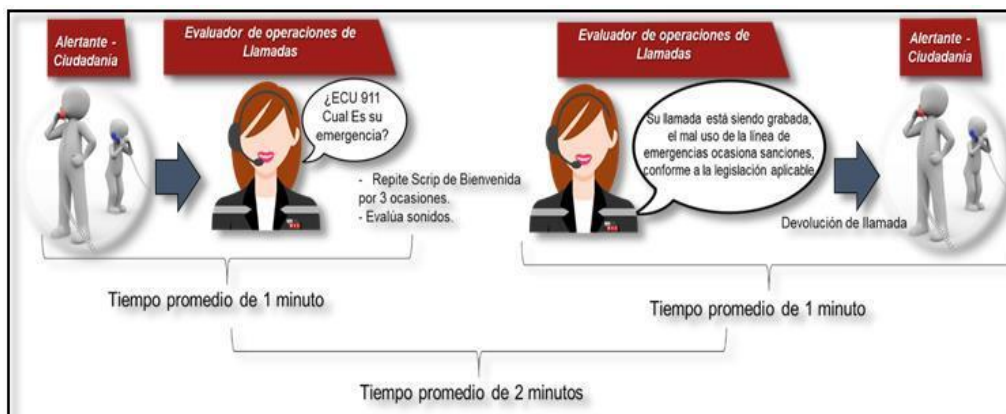 Alertante -
Ciudadanía
Evaluador de operaciones de
Llamadas
¿ECU 911
Cual Es su
emergencia?
- Repite Scrip de Bienvenida
por 3 ocasiones.
- Evalúa sonidos.
Tiempo promedio de 1 minuto
Evaluador de operaciones de
Llamadas
Su llamada está siendo grabada,
el mal uso de la línea de
emergencias ocasiona sanciones,
conforme a la legislación aplicable
Devolución de llamada
Alertante -
Ciudadanía
Tiempo promedio de 1 minuto
Tiempo promedio de 2 minutos